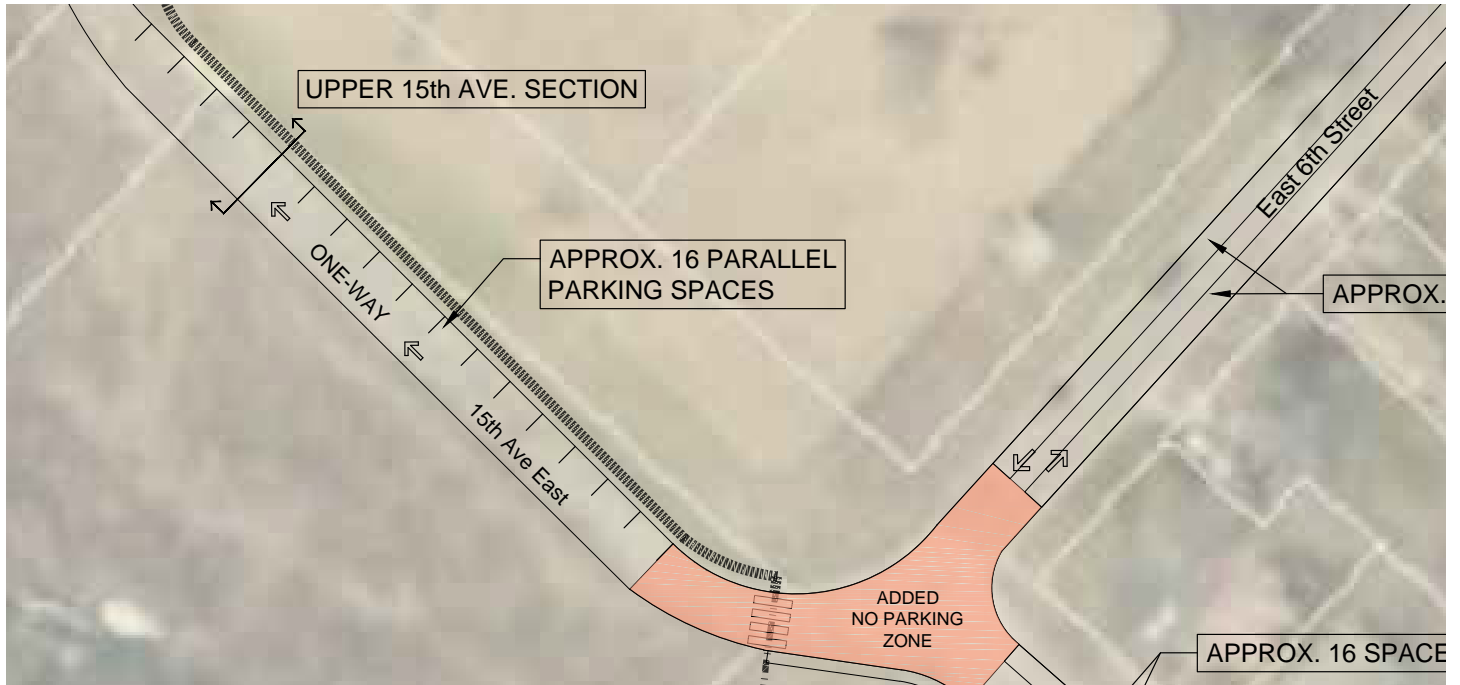 UPPER 15th AVE. SECTION
East 6th Street
APPROX. 16 PARALLEL
PARKING SPACES
ONE-WAY
APPROX.
15th Ave East
ADDED
NO PARKING
ZONE
APPROX. 16 SPACE